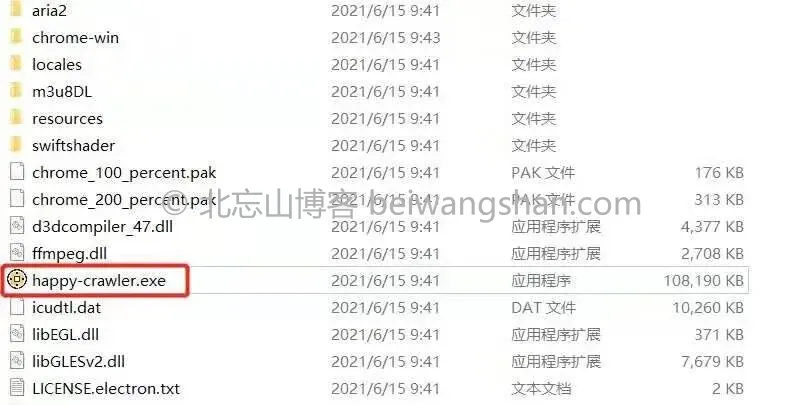 aria2 2021/6/15 9:41 文件夹
chrome-win 2021/6/15 9:43 文件夹
locales 2021/6/15 9:41 文件夹
m3u8DL 2021/6/15 9:41 文件夹
resources 2021/6/15 9:41 文件夹
swiftshader 2021/6/15 9:41 文件夹
chrome_100_percent.pak 2021/6/15 9:41 PAK 文件 176 KB
chrome_200_percent.pak 2021/6/15 9:41 PAK 文件 313 KB
© 北忘山博客 beiwangshan.com
d3dcompiler_47.dll 2021/6/15 9:41 应用程序扩展 4,377 KB
ffmpeg.dll 2021/6/15 9:41 应用程序扩展 2,708 KB
happy-crawler.exe 2021/6/15 9:41 应用程序 108,190 KB
icudtl.dat 2021/6/15 9:41 DAT 文件 10,260 KB
libEGL.dll 2021/6/15 9:41 应用程序扩展 371 KB
libGLESv2.dll 2021/6/15 9:41 应用程序扩展 7,679 KB
LICENSE.electron.txt 2021/6/15 9:41 文本文档 2 KB